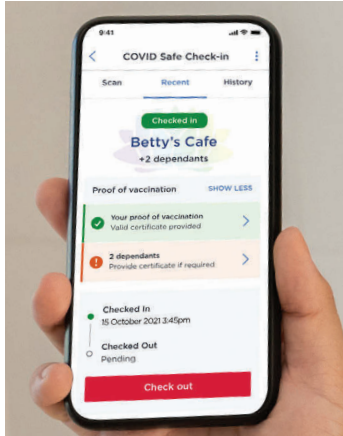 9:41
COVID Safe Check-in
Scan Recent History
Checked in
Betty's Cafe
+2 dependants
Proof of vaccination SHOW LESS
Your proof of vaccination
Valid certificate provided
2 dependants
Provide certificate if required
Checked In
15 October 2021 3:45pm
Checked Out
Pending
Check out